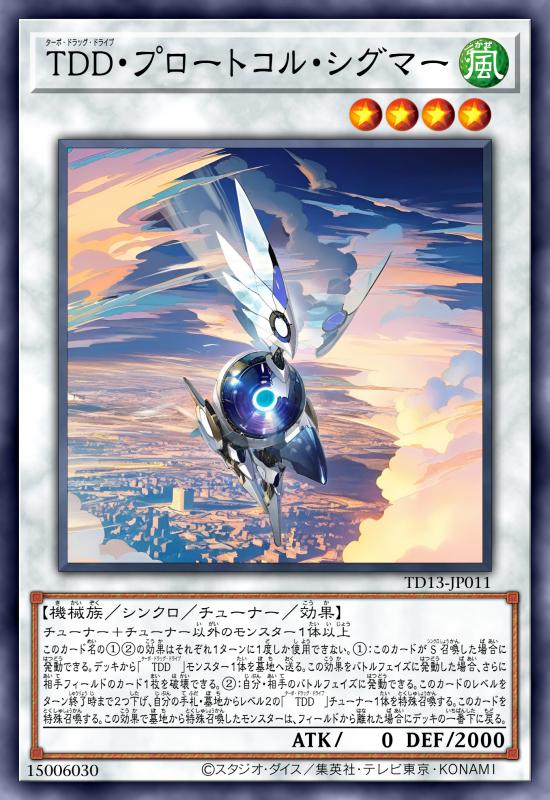 ターボ・ドラッグ・ドライブ
TDD・プロートコル・シグマー
かぜ
風
TD13-JP011
【機械族／シンクロ／チューナー／効果】
チューナー＋チューナー以外のモンスター1体以上
このカード名の①②の効果はそれぞれ1ターンに1度しか使用できない。①：このカードがS召喚した場合に
発動できる。デッキから「TDD」モンスター1体を墓地へ送る。この効果をバトルフェイズに発動した場合、さらに
相手フィールドのカード1枚を破壊できる。②：自分・相手のバトルフェイズに発動できる。このカードのレベルを
ターン終了時まで2つ下げ、自分の手札・墓地からレベル2の「TDD」チューナー1体を特殊召喚する。このカードを
特殊召喚する。この効果で墓地から特殊召喚したモンスターは、フィールドから離れた場合にデッキの一番下に戻る。
ATK/ 0 DEF/2000
15006030
©スタジオ・ダイス／集英社・テレビ東京・KONAMI